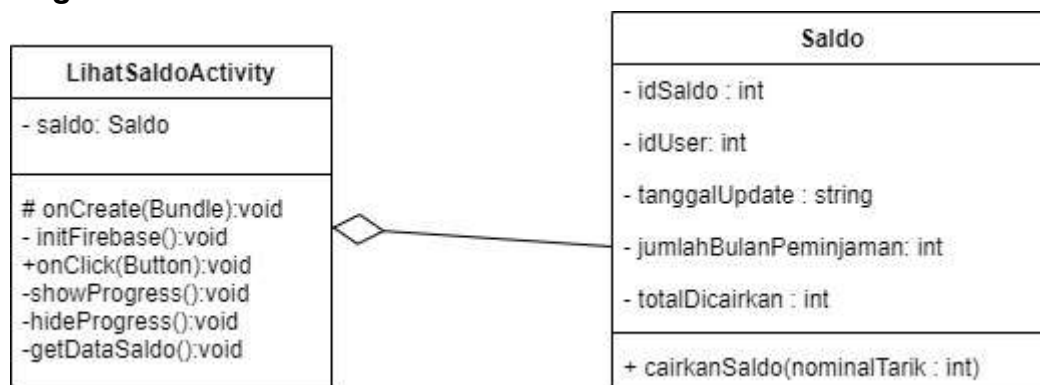 LihatSaldoActivity
- saldo: Saldo
# onCreate(Bundle):void
- initFirebase():void
+onClick(Button):void
-showProgress():void
-hideProgress():void
-getDataSaldo():void
Saldo
- idSaldo : int
- idUser: int
- tanggalUpdate : string
- jumlahBulanPeminjaman: int
- totalDicairkan : int
+ cairkanSaldo(nominalTarik : int)